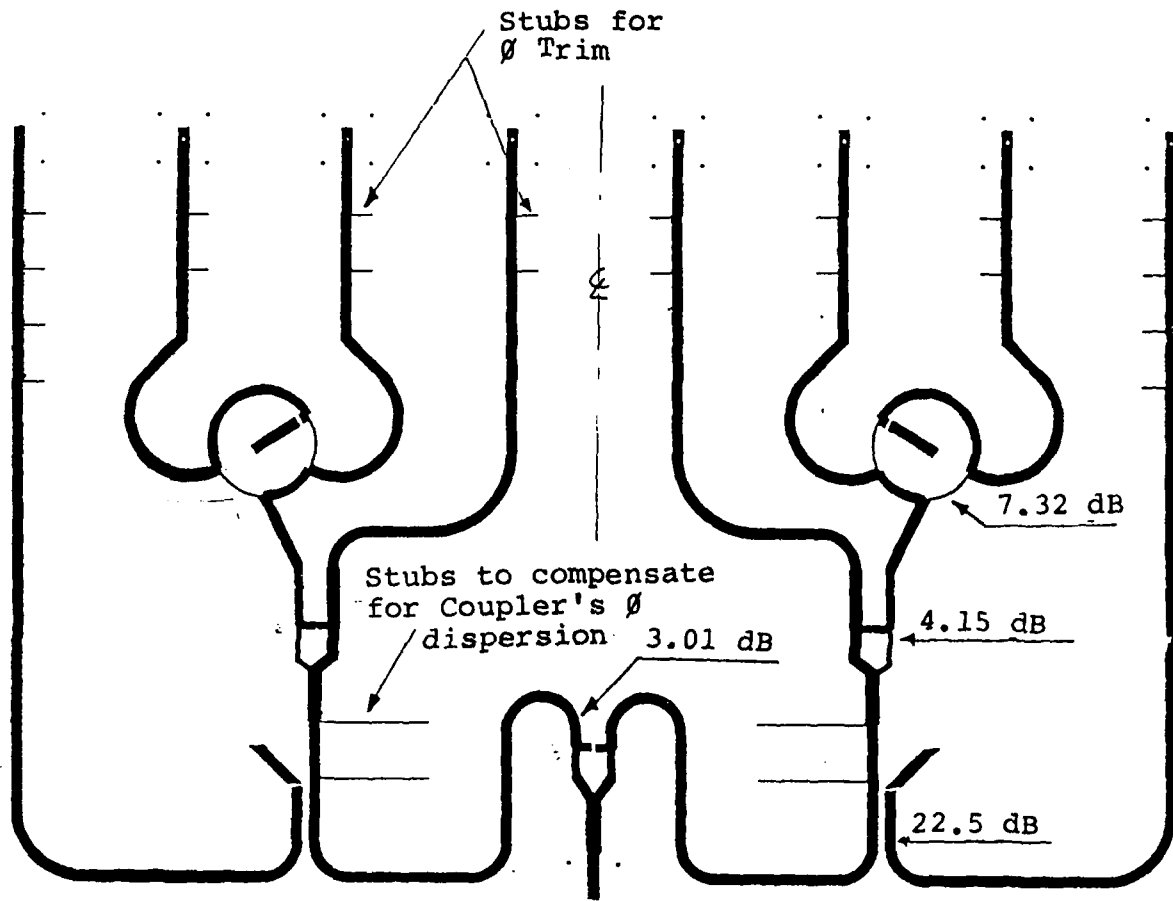 Stubs for
Ø Trim
℄
7.32 dB
Stubs to compensate
for Coupler's Ø
dispersion
3.01 dB
4.15 dB
22.5 dB